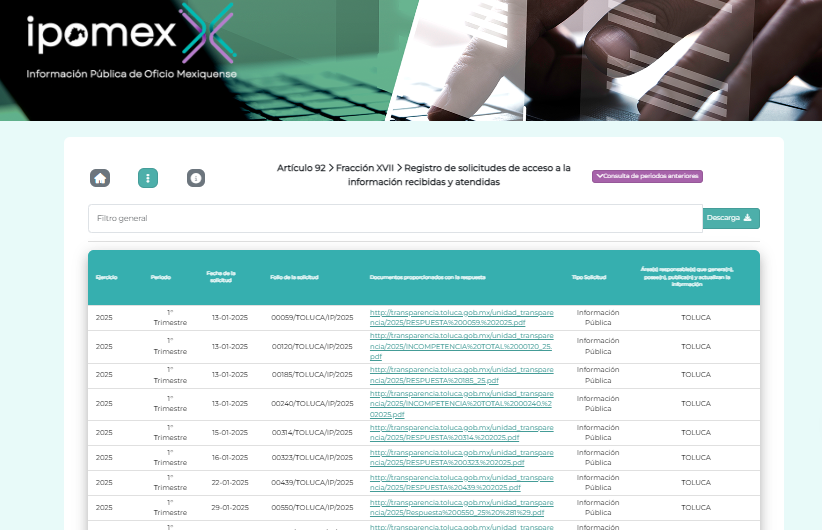 ipomex
Información Pública de Oficio Mexiquense
Artículo 92 > Fracción XVII > Registro de solicitudes de acceso a la
información recibidas y atendidas
Consulta de periodos anteriores
Filtro general
Descarga
Ejercicio Periodo Fecha de la solicitud Folio de la solicitud Documentos proporcionados con la respuesta Tipo Solicitud Área(s) responsable(s) que genera(n), posee(n), publica(n) y actualizan la información
2025 1° Trimestre 13-01-2025 00059/TOLUCA/IP/2025 http://transparencia.toluca.gob.mx/unidad_transparencia/2025/RESPUESTA%200059.%202025.pdf Información Pública TOLUCA
2025 1° Trimestre 13-01-2025 00120/TOLUCA/IP/2025 http://transparencia.toluca.gob.mx/unidad_transparencia/2025/INCOMPETENCIA%20TOTAL%2000120_25.pdf Información Pública TOLUCA
2025 1° Trimestre 13-01-2025 00185/TOLUCA/IP/2025 http://transparencia.toluca.gob.mx/unidad_transparencia/2025/RESPUESTA%20185_25.pdf Información Pública TOLUCA
2025 1° Trimestre 13-01-2025 00240/TOLUCA/IP/2025 http://transparencia.toluca.gob.mx/unidad_transparencia/2025/INCOMPETENCIA%20TOTAL%2000240.%202025.pdf Información Pública TOLUCA
2025 1° Trimestre 15-01-2025 00314/TOLUCA/IP/2025 http://transparencia.toluca.gob.mx/unidad_transparencia/2025/RESPUESTA%20314.%202025.pdf Información Pública TOLUCA
2025 1° Trimestre 16-01-2025 00323/TOLUCA/IP/2025 http://transparencia.toluca.gob.mx/unidad_transparencia/2025/RESPUESTA%200323.%202025.pdf Información Pública TOLUCA
2025 1° Trimestre 22-01-2025 00439/TOLUCA/IP/2025 http://transparencia.toluca.gob.mx/unidad_transparencia/2025/RESPUESTA%20439.%202025.pdf Información Pública TOLUCA
2025 1° Trimestre 29-01-2025 00550/TOLUCA/IP/2025 http://transparencia.toluca.gob.mx/unidad_transparencia/2025/Respuesta%200550_25%20%281%29.pdf Información Pública TOLUCA
1° http://transparencia.toluca.gob.mx/unidad_transpare Información